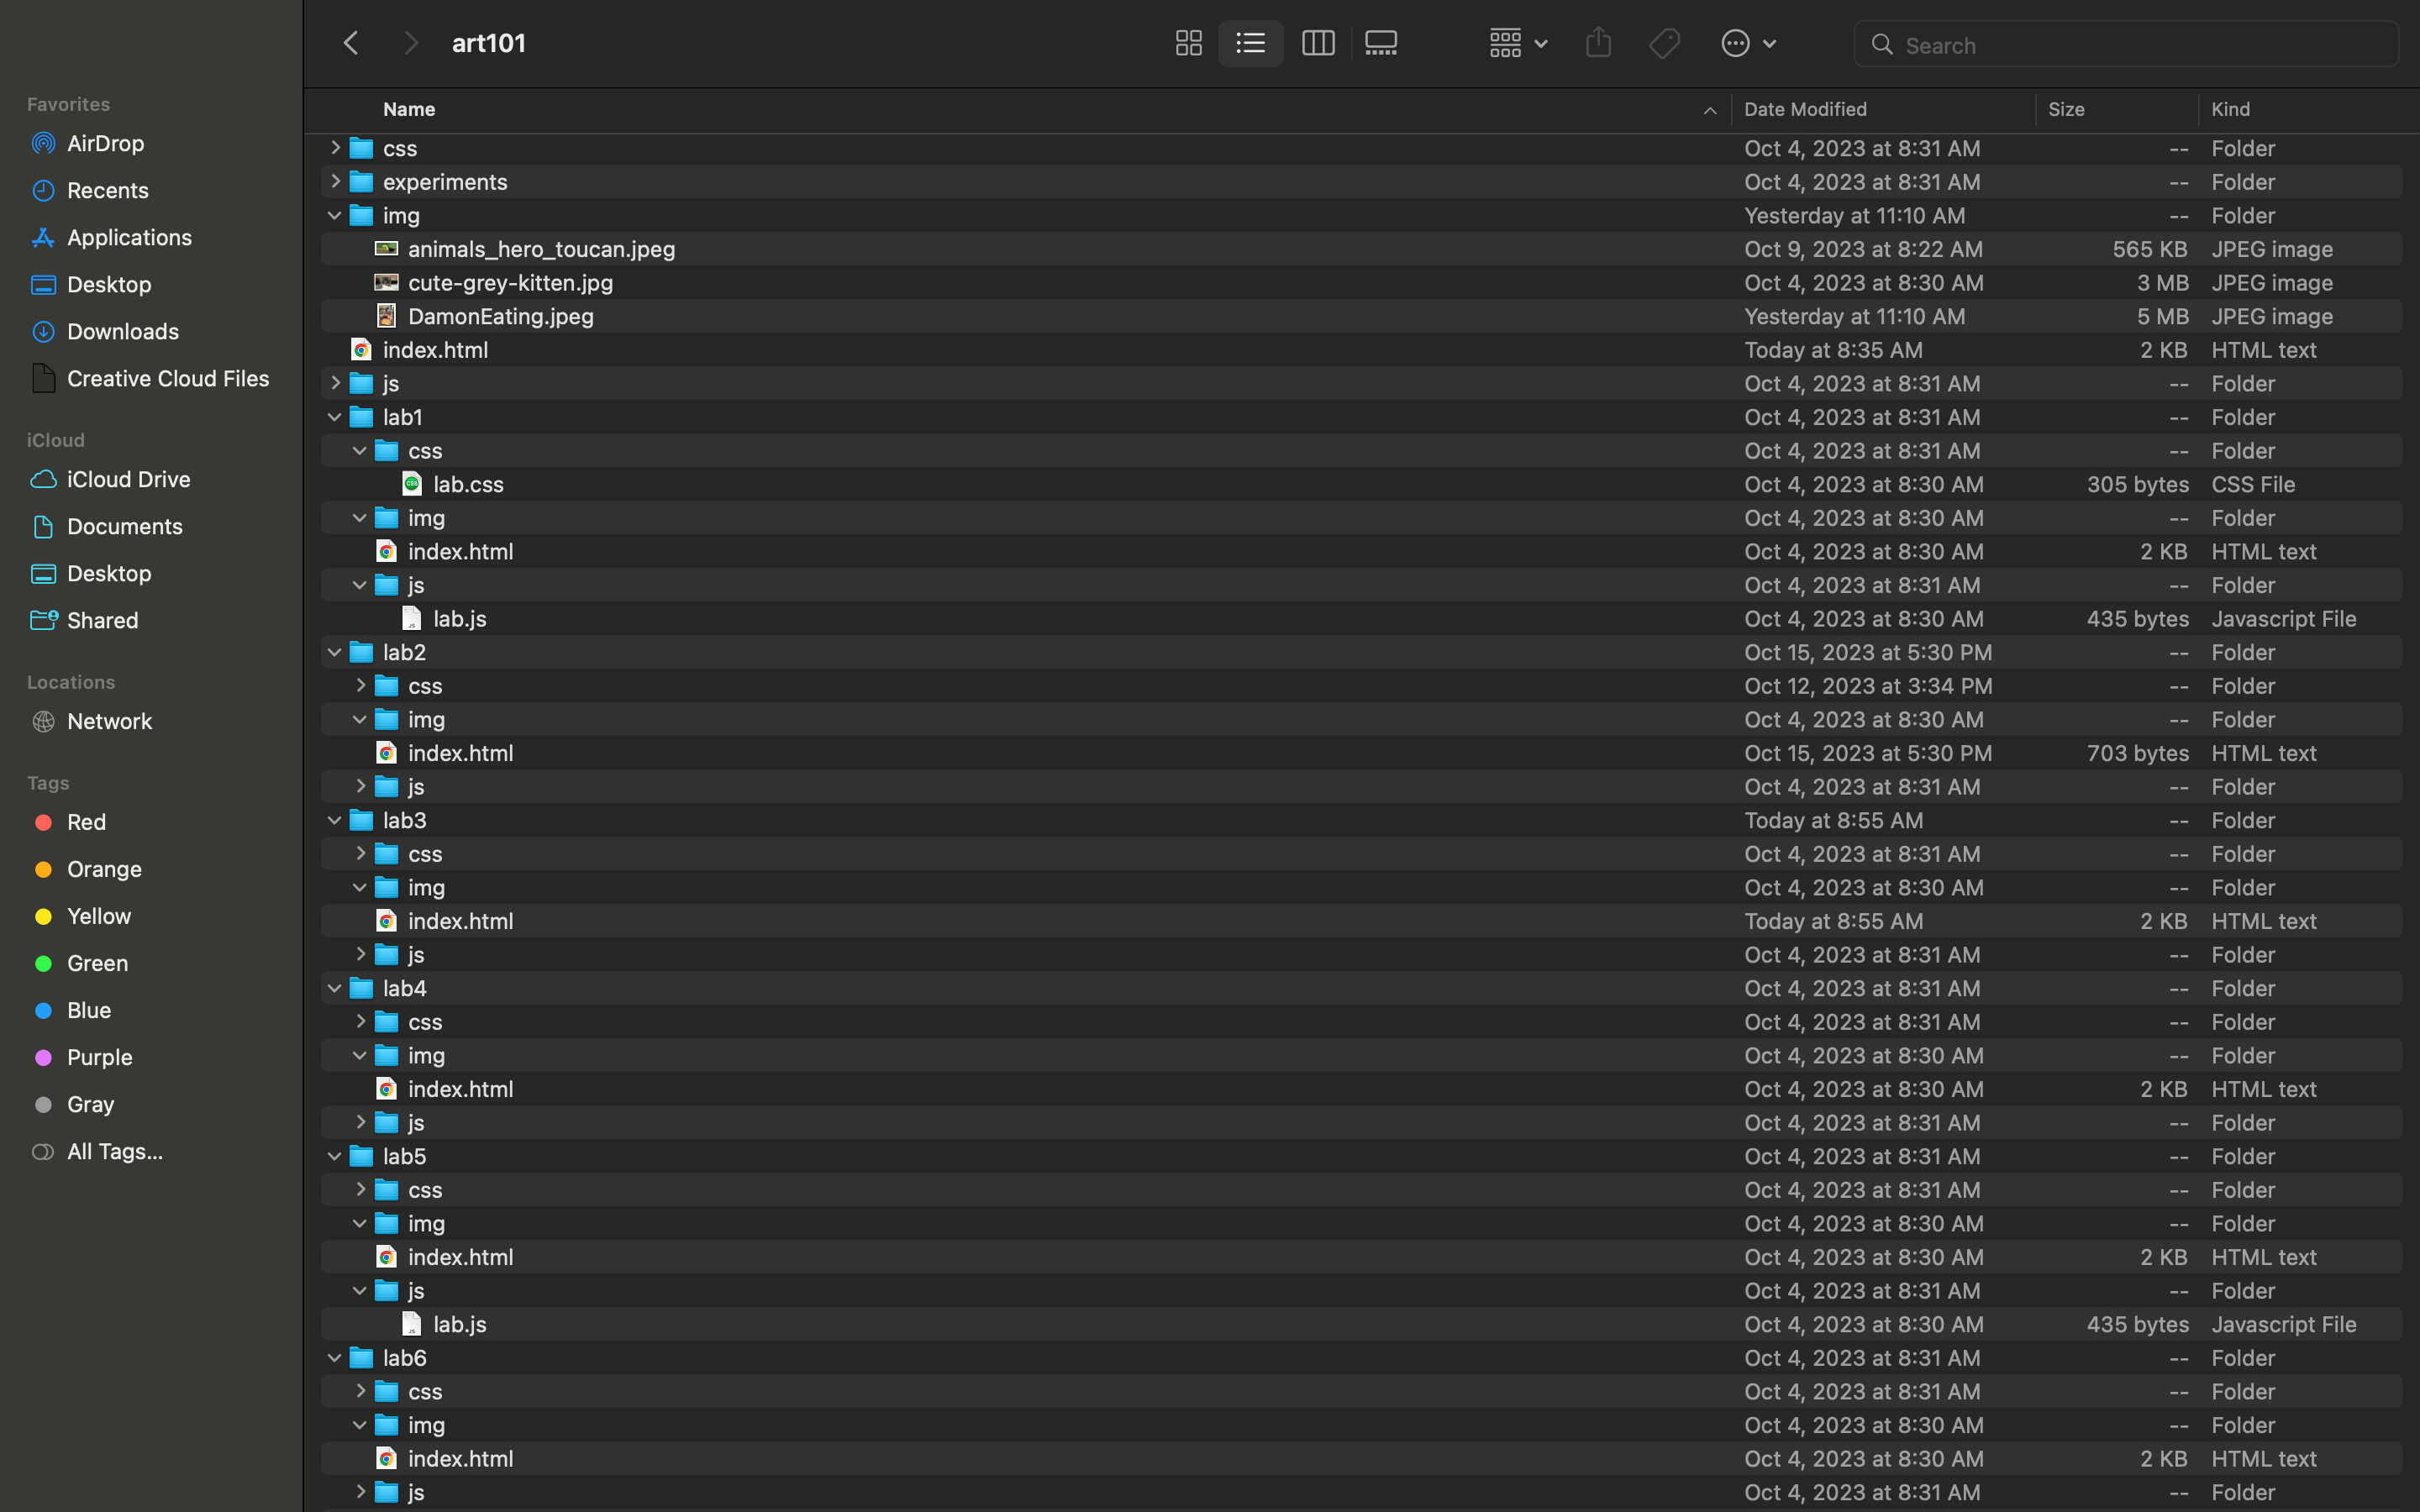 art101
Search
Favorites
AirDrop
Recents
Applications
Desktop
Downloads
Creative Cloud Files
iCloud
iCloud Drive
Documents
Desktop
Shared
Locations
Network
Tags
Red
Orange
Yellow
Green
Blue
Purple
Gray
All Tags...
Name Date Modified Size Kind
css Oct 4, 2023 at 8:31 AM -- Folder
experiments Oct 4, 2023 at 8:31 AM -- Folder
img Yesterday at 11:10 AM -- Folder
animals_hero_toucan.jpeg Oct 9, 2023 at 8:22 AM 565 KB JPEG image
cute-grey-kitten.jpg Oct 4, 2023 at 8:30 AM 3 MB JPEG image
DamonEating.jpeg Yesterday at 11:10 AM 5 MB JPEG image
index.html Today at 8:35 AM 2 KB HTML text
js Oct 4, 2023 at 8:31 AM -- Folder
lab1 Oct 4, 2023 at 8:31 AM -- Folder
css Oct 4, 2023 at 8:31 AM -- Folder
lab.css Oct 4, 2023 at 8:30 AM 305 bytes CSS File
img Oct 4, 2023 at 8:30 AM -- Folder
index.html Oct 4, 2023 at 8:30 AM 2 KB HTML text
js Oct 4, 2023 at 8:31 AM -- Folder
lab.js Oct 4, 2023 at 8:30 AM 435 bytes Javascript File
lab2 Oct 15, 2023 at 5:30 PM -- Folder
css Oct 12, 2023 at 3:34 PM -- Folder
img Oct 4, 2023 at 8:30 AM -- Folder
index.html Oct 15, 2023 at 5:30 PM 703 bytes HTML text
js Oct 4, 2023 at 8:31 AM -- Folder
lab3 Today at 8:55 AM -- Folder
css Oct 4, 2023 at 8:31 AM -- Folder
img Oct 4, 2023 at 8:30 AM -- Folder
index.html Today at 8:55 AM 2 KB HTML text
js Oct 4, 2023 at 8:31 AM -- Folder
lab4 Oct 4, 2023 at 8:31 AM -- Folder
css Oct 4, 2023 at 8:31 AM -- Folder
img Oct 4, 2023 at 8:30 AM -- Folder
index.html Oct 4, 2023 at 8:30 AM 2 KB HTML text
js Oct 4, 2023 at 8:31 AM -- Folder
lab5 Oct 4, 2023 at 8:31 AM -- Folder
css Oct 4, 2023 at 8:31 AM -- Folder
img Oct 4, 2023 at 8:30 AM -- Folder
index.html Oct 4, 2023 at 8:30 AM 2 KB HTML text
js Oct 4, 2023 at 8:31 AM -- Folder
lab.js Oct 4, 2023 at 8:30 AM 435 bytes Javascript File
lab6 Oct 4, 2023 at 8:31 AM -- Folder
css Oct 4, 2023 at 8:31 AM -- Folder
img Oct 4, 2023 at 8:30 AM -- Folder
index.html Oct 4, 2023 at 8:30 AM 2 KB HTML text
js Oct 4, 2023 at 8:31 AM -- Folder